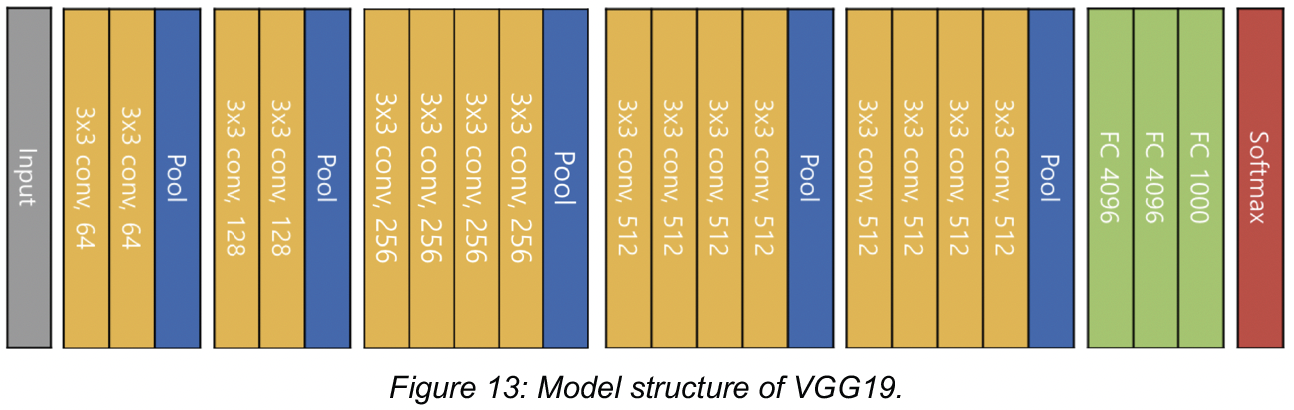 Input
3x3 conv, 64
3x3 conv, 64
Pool
3x3 conv, 128
3x3 conv, 128
Pool
3x3 conv, 256
3x3 conv, 256
3x3 conv, 256
3x3 conv, 256
Pool
3x3 conv, 512
3x3 conv, 512
3x3 conv, 512
3x3 conv, 512
Pool
3x3 conv, 512
3x3 conv, 512
3x3 conv, 512
3x3 conv, 512
Pool
FC 4096
FC 4096
FC 1000
Softmax
Figure 13: Model structure of VGG19.